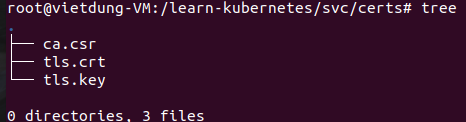 root@vietdung-VM:/learn-kubernetes/svc/certs# tree
.
├── ca.csr
├── tls.crt
└── tls.key
0 directories, 3 files